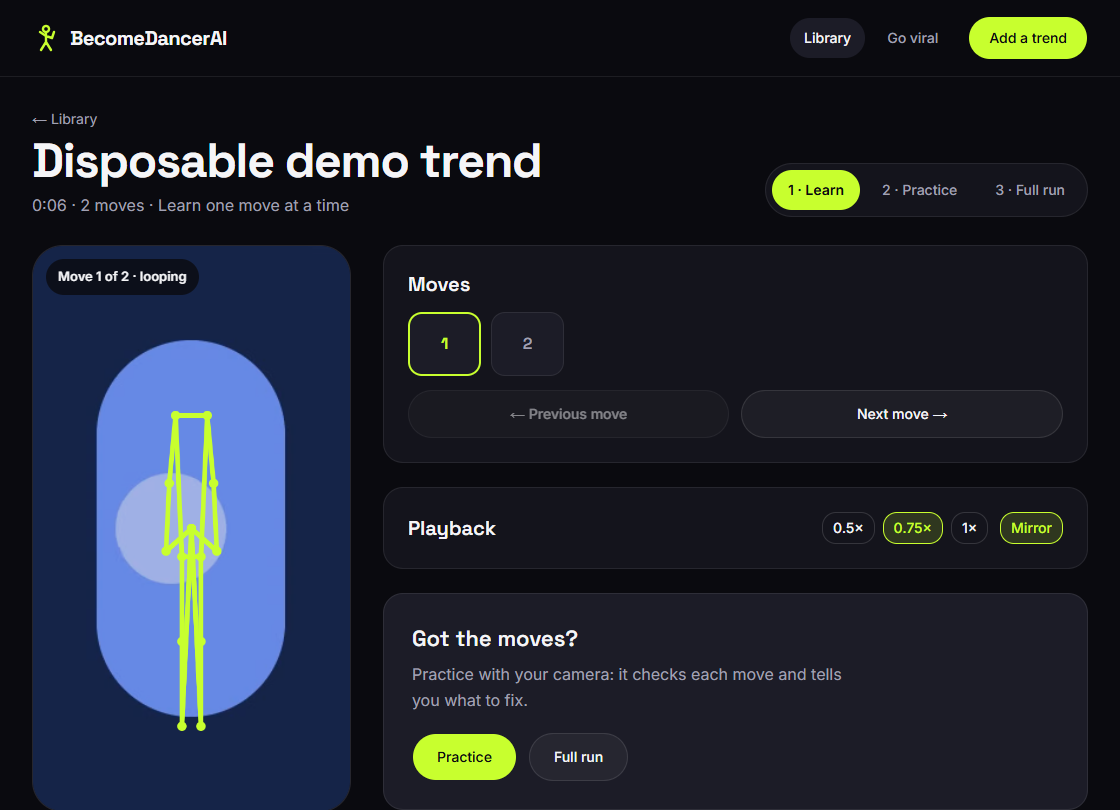 BecomeDancerAI
Library
Go viral
Add a trend
← Library
Disposable demo trend
0:06 · 2 moves · Learn one move at a time
1 · Learn
2 · Practice
3 · Full run
Move 1 of 2 · looping
Moves
1
2
← Previous move
Next move →
Playback
0.5×
0.75×
1×
Mirror
Got the moves?
Practice with your camera: it checks each move and tells
you what to fix.
Practice
Full run